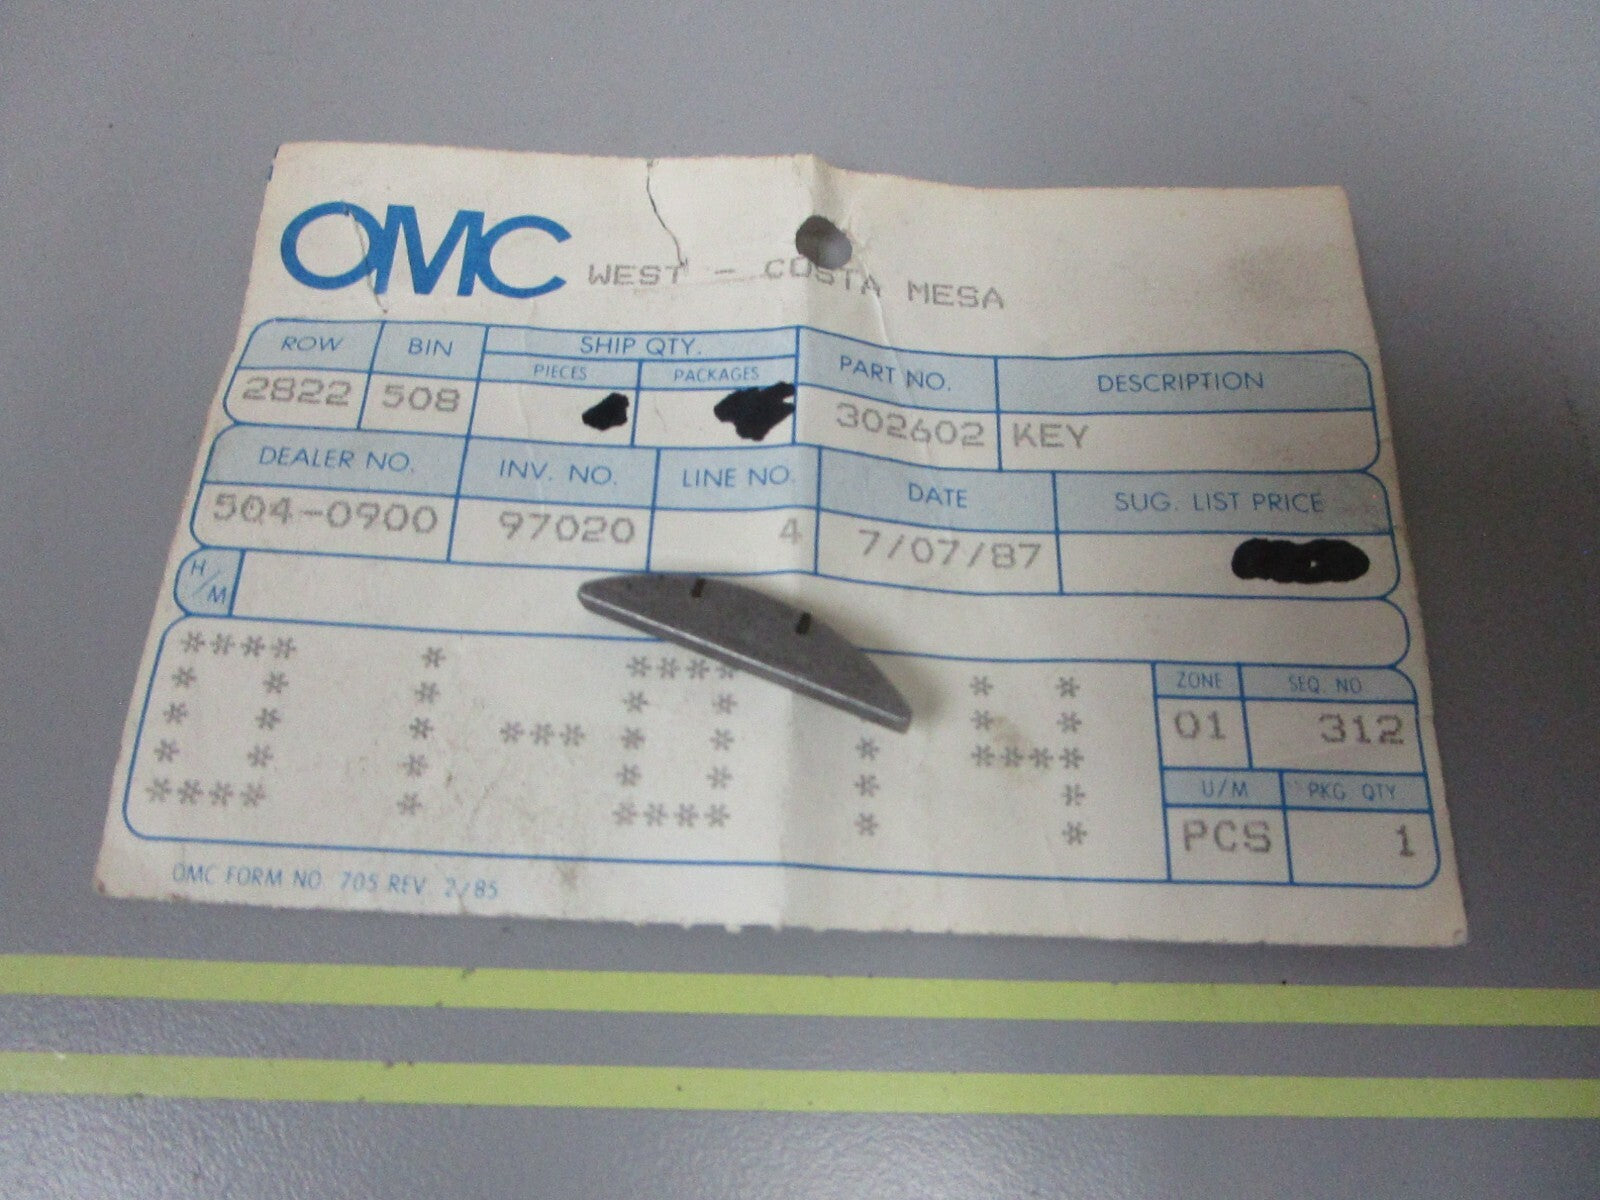 OMC WEST - COSTA MESA
ROW BIN SHIP QTY. PART NO. DESCRIPTION
PIECES PACKAGES
2822 508 302602 KEY
DEALER NO. INV. NO. LINE NO. DATE SUG. LIST PRICE
504-0900 97020 4 7/07/87
H/M
ZONE SEQ. NO
01 312
U/M PKG QTY
PCS 1
OMC FORM NO. 705 REV. 2/85